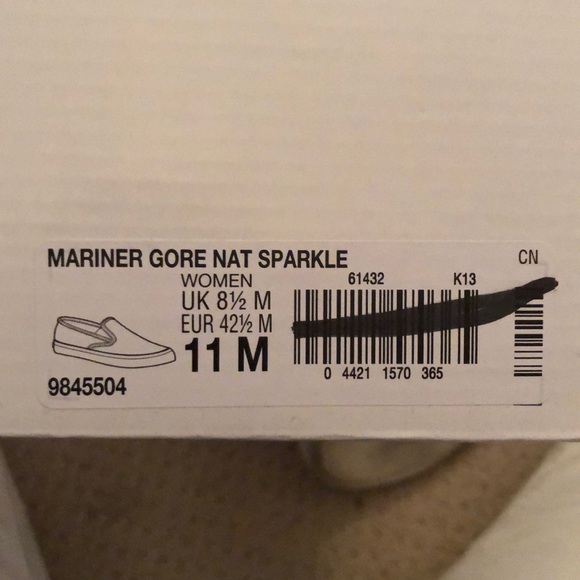 MARINER GORE NAT SPARKLE CN
WOMEN 61432 K13
UK 8½ M
EUR 42½ M
11 M
0 4421 1570 365
9845504